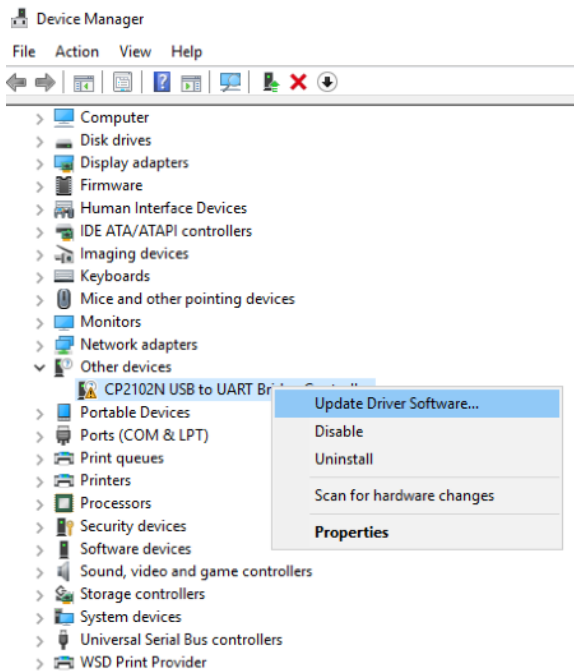 Device Manager
File Action View Help
Computer
Disk drives
Display adapters
Firmware
Human Interface Devices
IDE ATA/ATAPI controllers
Imaging devices
Keyboards
Mice and other pointing devices
Monitors
Network adapters
Other devices
CP2102N USB to UART
Update Driver Software...
Disable
Uninstall
Scan for hardware changes
Properties
Portable Devices
Ports (COM & LPT)
Print queues
Printers
Processors
Security devices
Software devices
Sound, video and game controllers
Storage controllers
System devices
Universal Serial Bus controllers
WSD Print Provider